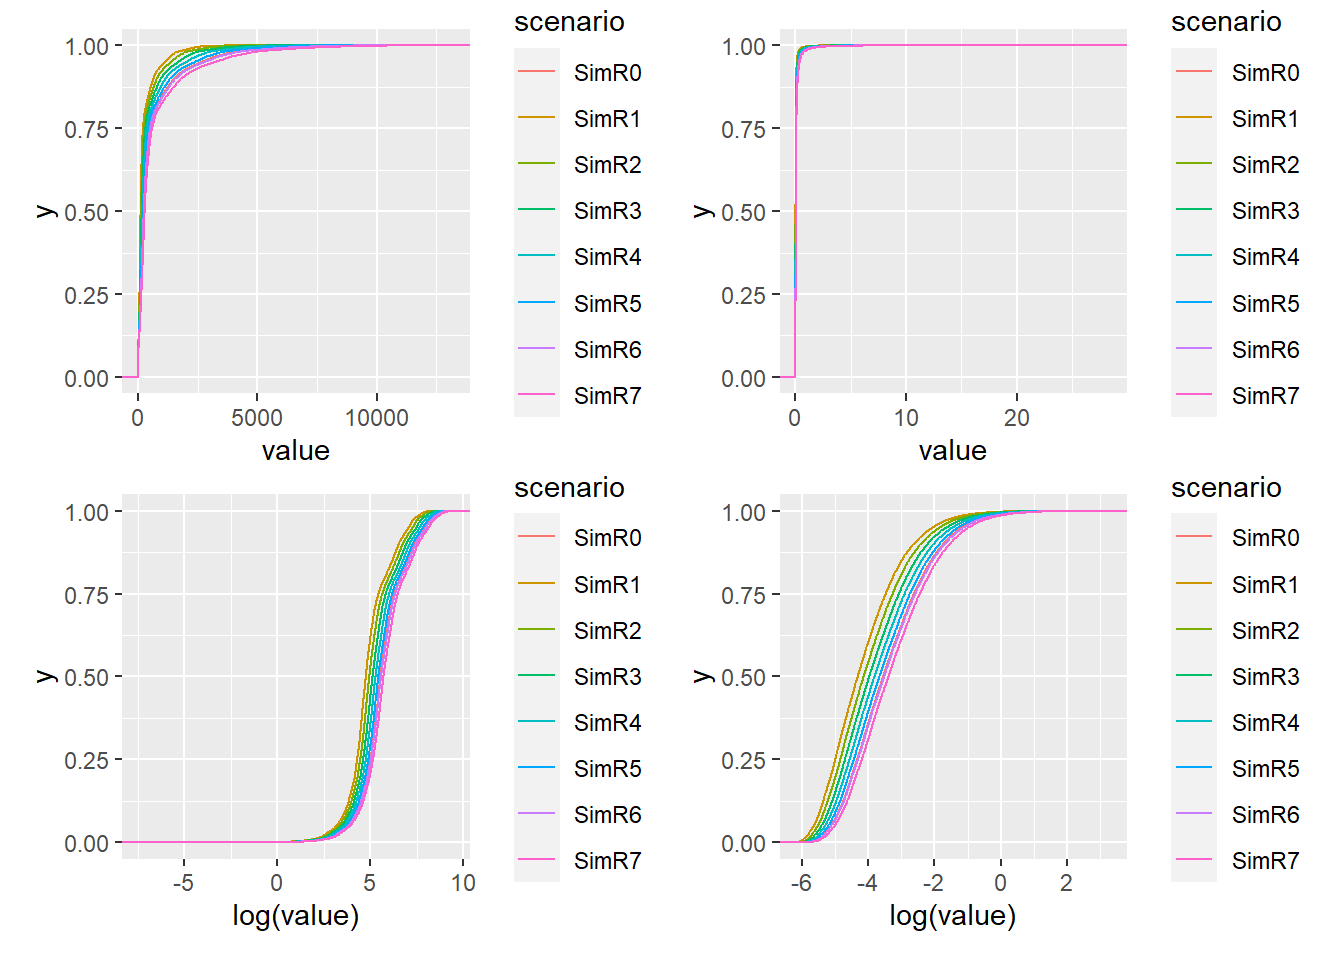 scenario
1.00
0.75
0.50
0.25
0.00
y
0
5000
10000
value
SimR0
SimR1
SimR2
SimR3
SimR4
SimR5
SimR6
SimR7
scenario
1.00
0.75
0.50
0.25
0.00
y
0
10
20
value
SimR0
SimR1
SimR2
SimR3
SimR4
SimR5
SimR6
SimR7
scenario
1.00
0.75
0.50
0.25
0.00
y
-5
0
5
10
log(value)
SimR0
SimR1
SimR2
SimR3
SimR4
SimR5
SimR6
SimR7
scenario
1.00
0.75
0.50
0.25
0.00
y
-6
-4
-2
0
2
log(value)
SimR0
SimR1
SimR2
SimR3
SimR4
SimR5
SimR6
SimR7